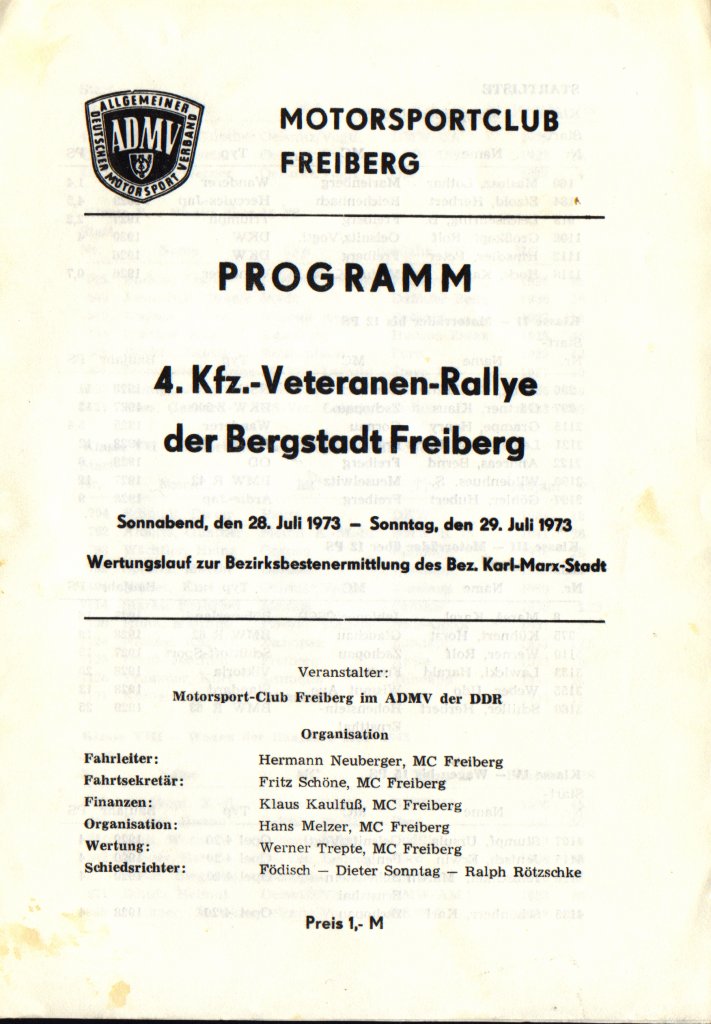 ALLGEMEINER
DEUTSCHER MOTORSPORT VERBAND
ADMV
MOTORSPORTCLUB
FREIBERG
PROGRAMM
4. Kfz.-Veteranen-Rallye
der Bergstadt Freiberg
Sonnabend, den 28. Juli 1973 – Sonntag, den 29. Juli 1973
Wertungslauf zur Bezirksbestenermittlung des Bez. Karl-Marx-Stadt
Veranstalter:
Motorsport-Club Freiberg im ADMV der DDR
Organisation
Fahrleiter: Hermann Neuberger, MC Freiberg
Fahrtsekretär: Fritz Schöne, MC Freiberg
Finanzen: Klaus Kaulfuß, MC Freiberg
Organisation: Hans Melzer, MC Freiberg
Wertung: Werner Trepte, MC Freiberg
Schiedsrichter: Födisch – Dieter Sonntag – Ralph Rötzschke
Preis 1,- M